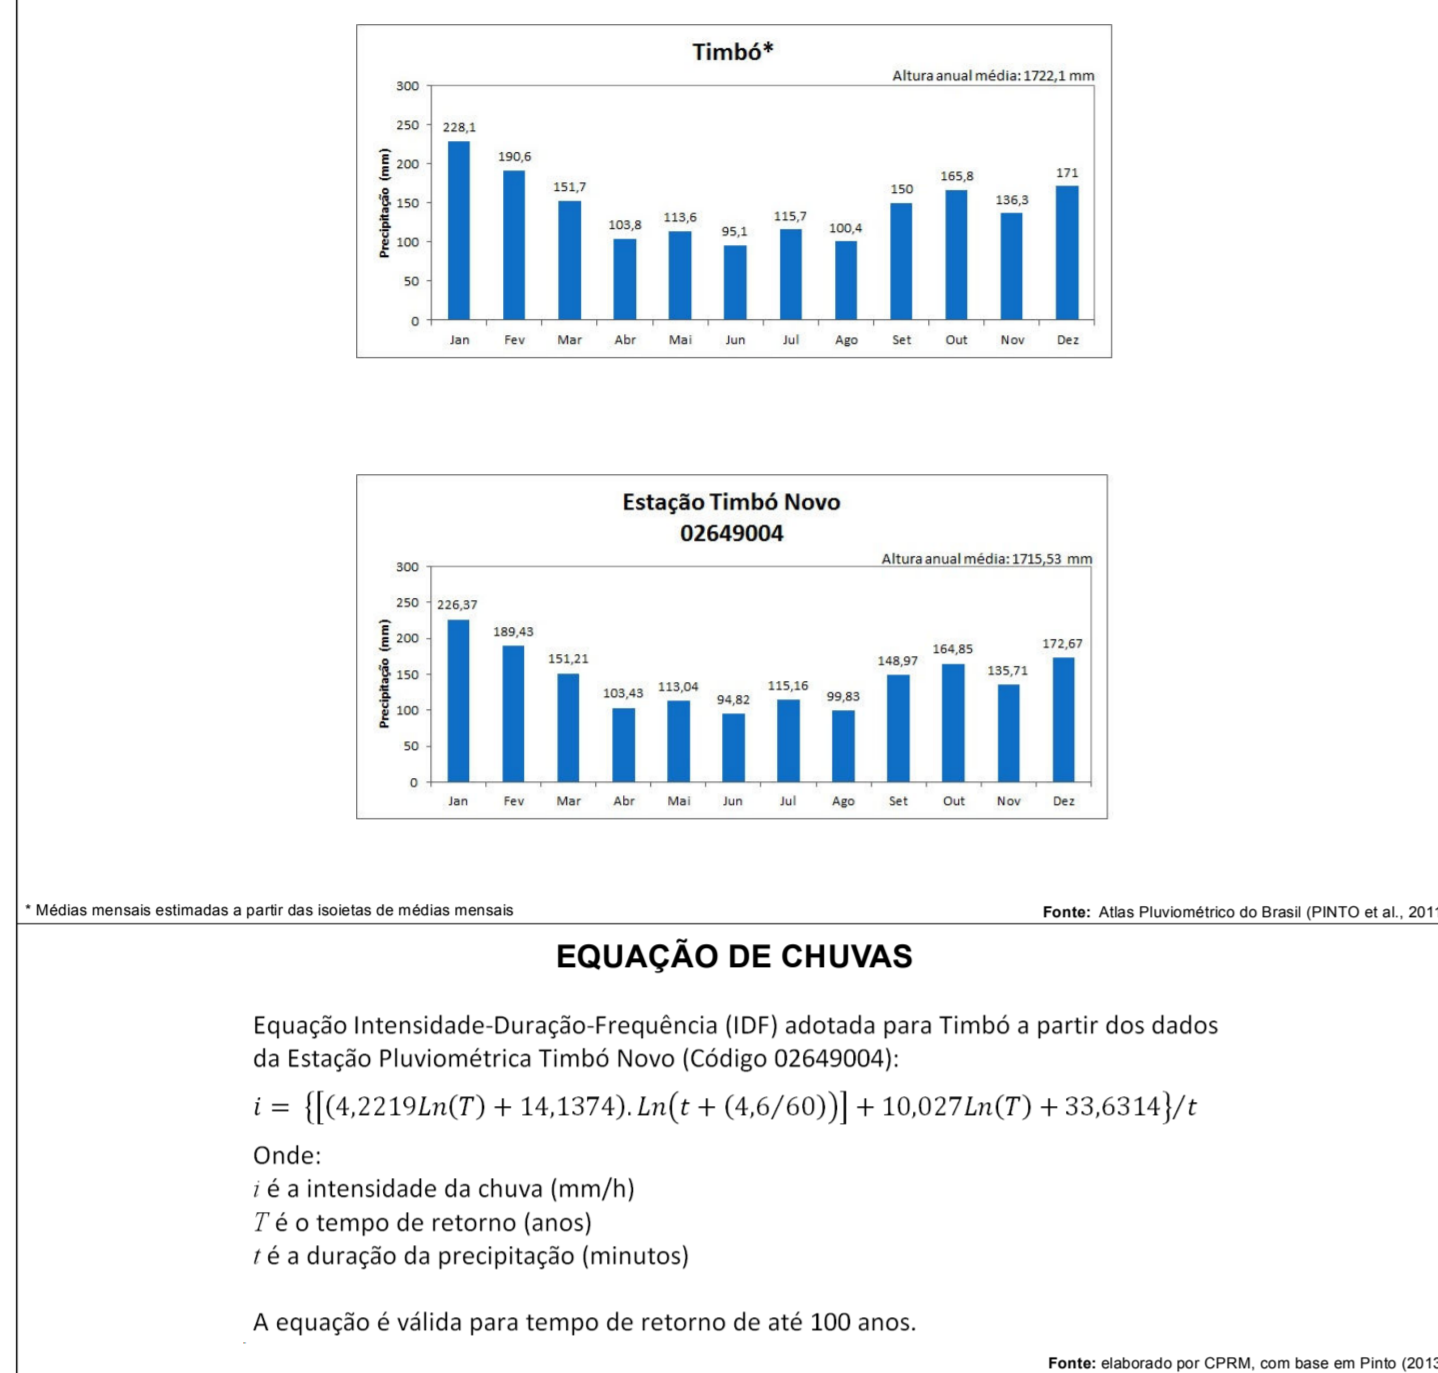 Timbó*
Altura anual média: 1722,1 mm
Precipitação (mm)
300
250
200
150
100
50
0
228,1
190,6
151,7
103,8
113,6
95,1
115,7
100,4
150
165,8
136,3
171
Jan Fev Mar Abr Mai Jun Jul Ago Set Out Nov Dez
Estação Timbó Novo
02649004
Altura anual média: 1715,53 mm
Precipitação (mm)
300
250
200
150
100
50
0
226,37
189,43
151,21
103,43
113,04
94,82
115,16
99,83
148,97
164,85
135,71
172,67
Jan Fev Mar Abr Mai Jun Jul Ago Set Out Nov Dez
* Médias mensais estimadas a partir das isoietas de médias mensais
Fonte: Atlas Pluviométrico do Brasil (PINTO et al., 2011
EQUAÇÃO DE CHUVAS
Equação Intensidade-Duração-Frequência (IDF) adotada para Timbó a partir dos dados
da Estação Pluviométrica Timbó Novo (Código 02649004):
i = {[(4,2219Ln(T) + 14,1374). Ln(t + (4,6/60))] + 10,027Ln(T) + 33,6314}/t
Onde:
i é a intensidade da chuva (mm/h)
T é o tempo de retorno (anos)
t é a duração da precipitação (minutos)
A equação é válida para tempo de retorno de até 100 anos.
Fonte: elaborado por CPRM, com base em Pinto (2013